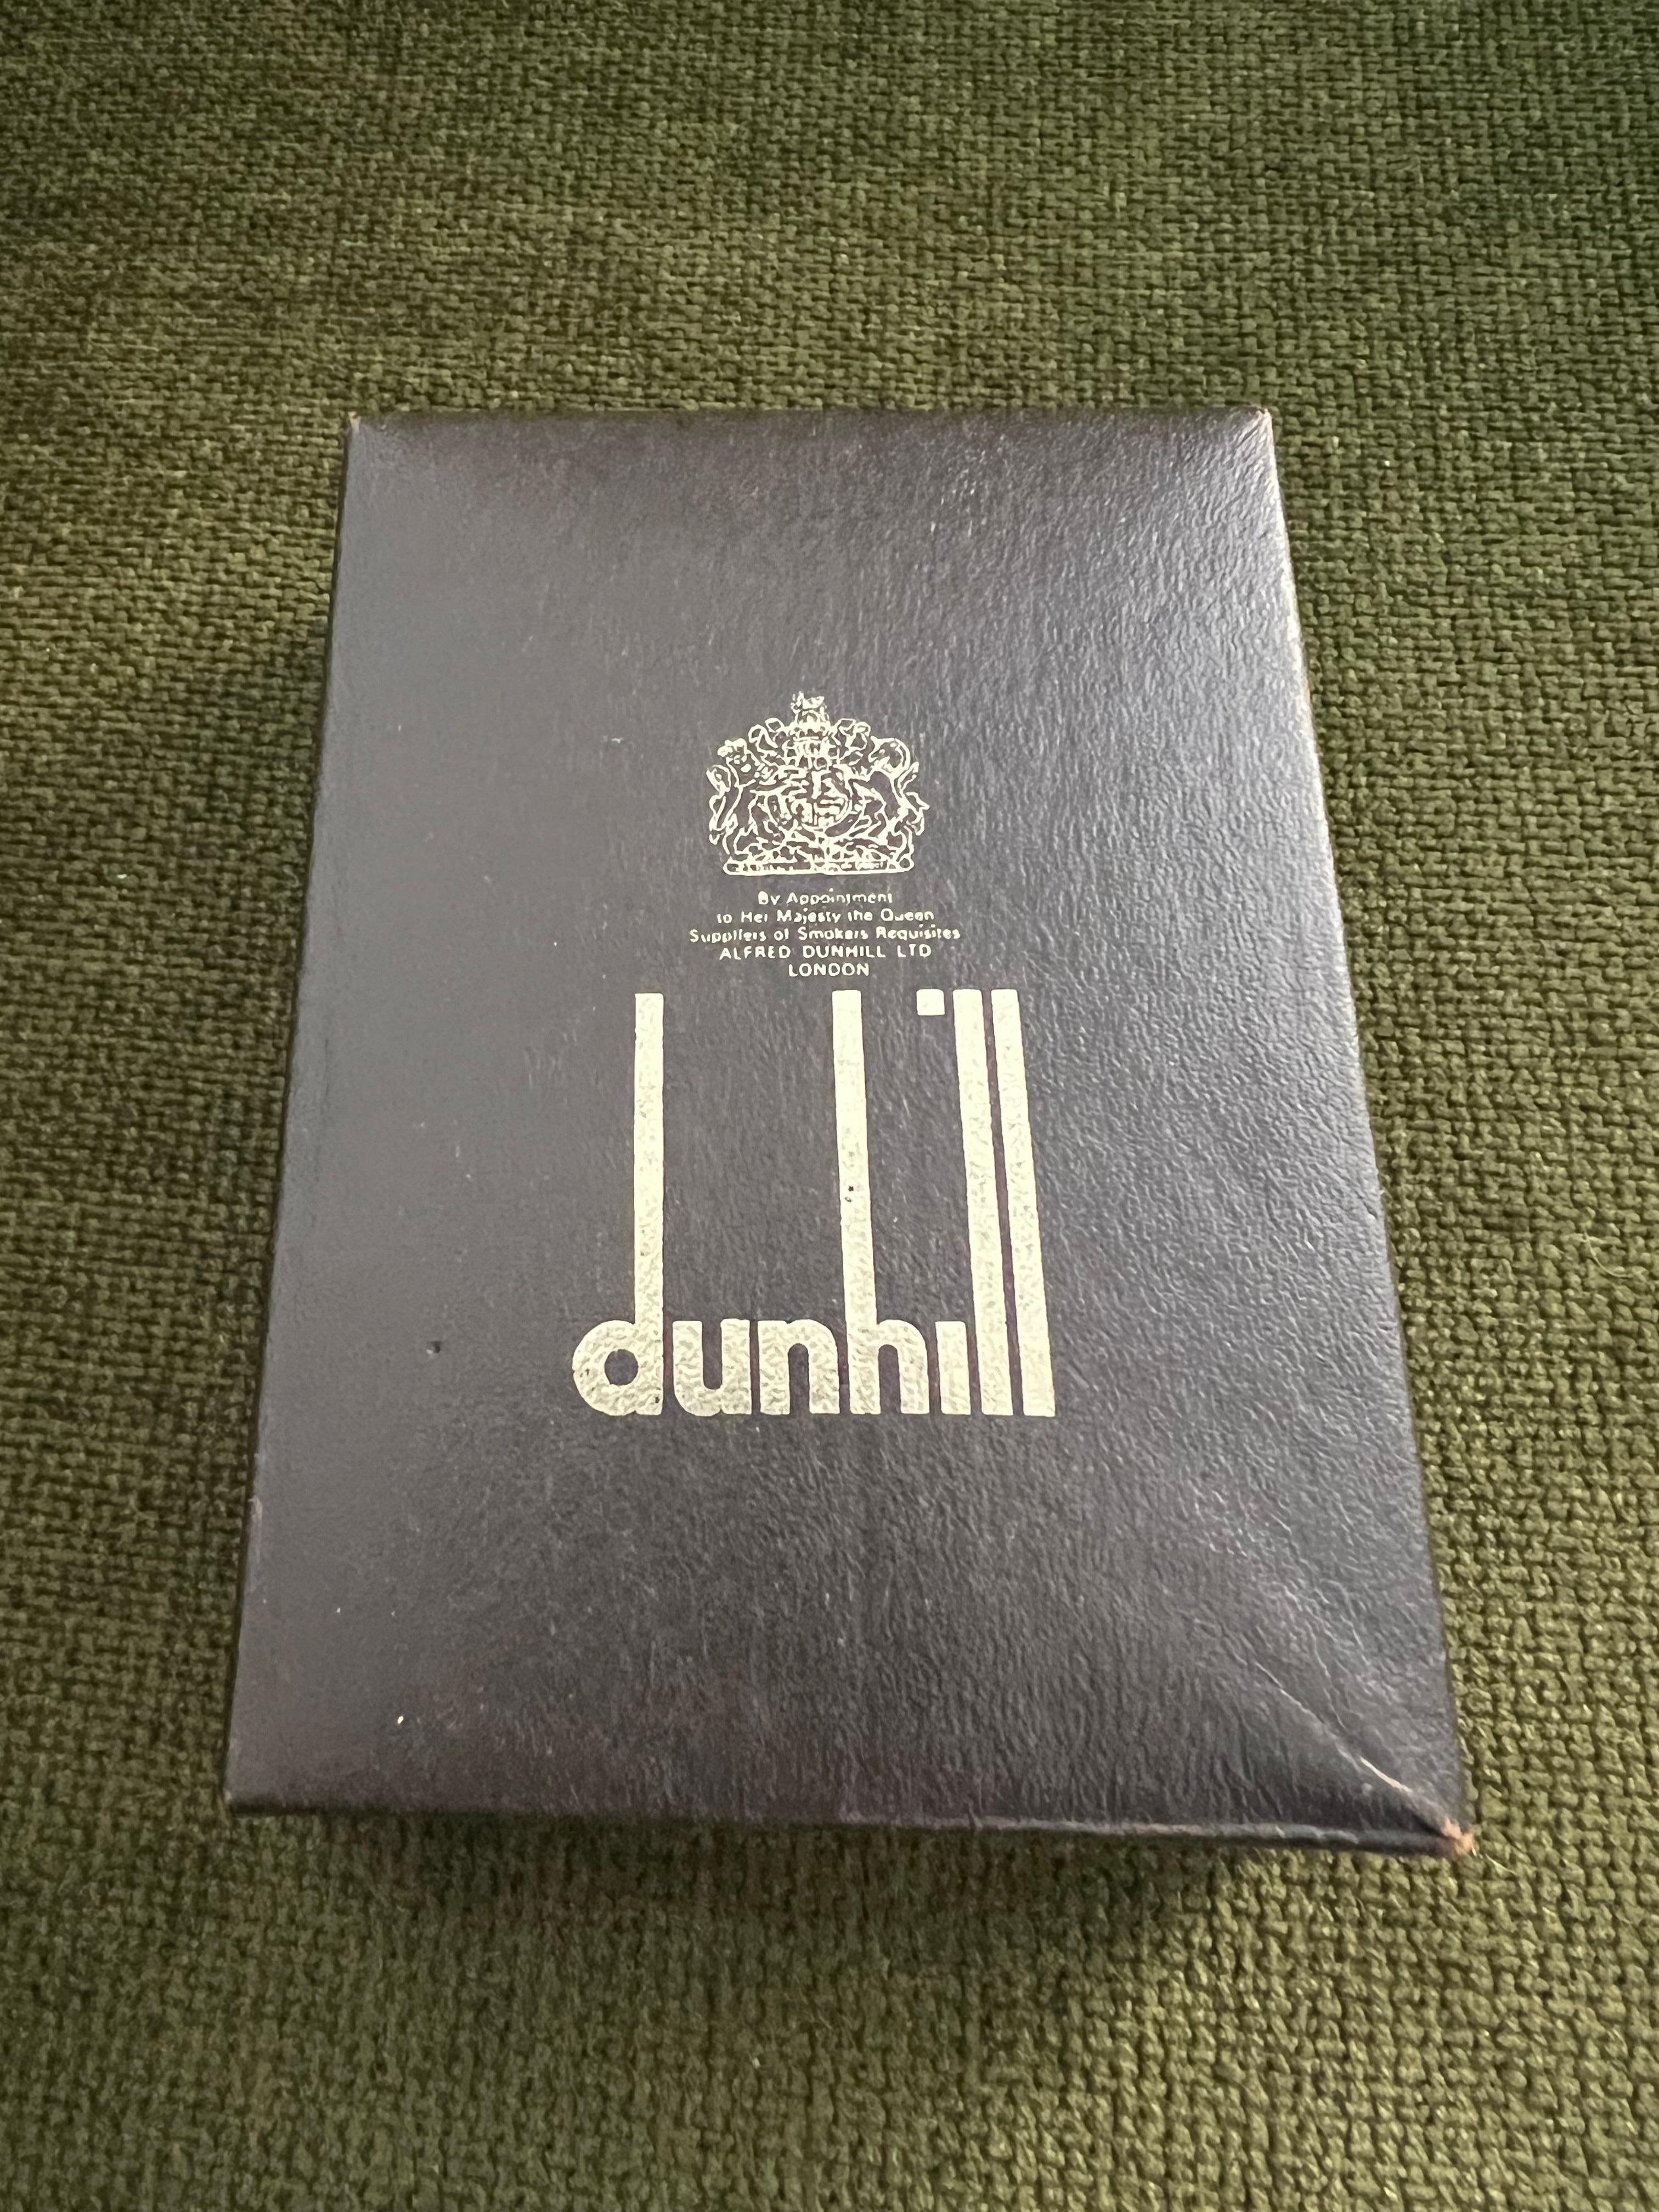 By Appointment
to Her Majesty the Queen
Suppliers of Smokers Requisites
ALFRED DUNHILL LTD
LONDON
dunhill